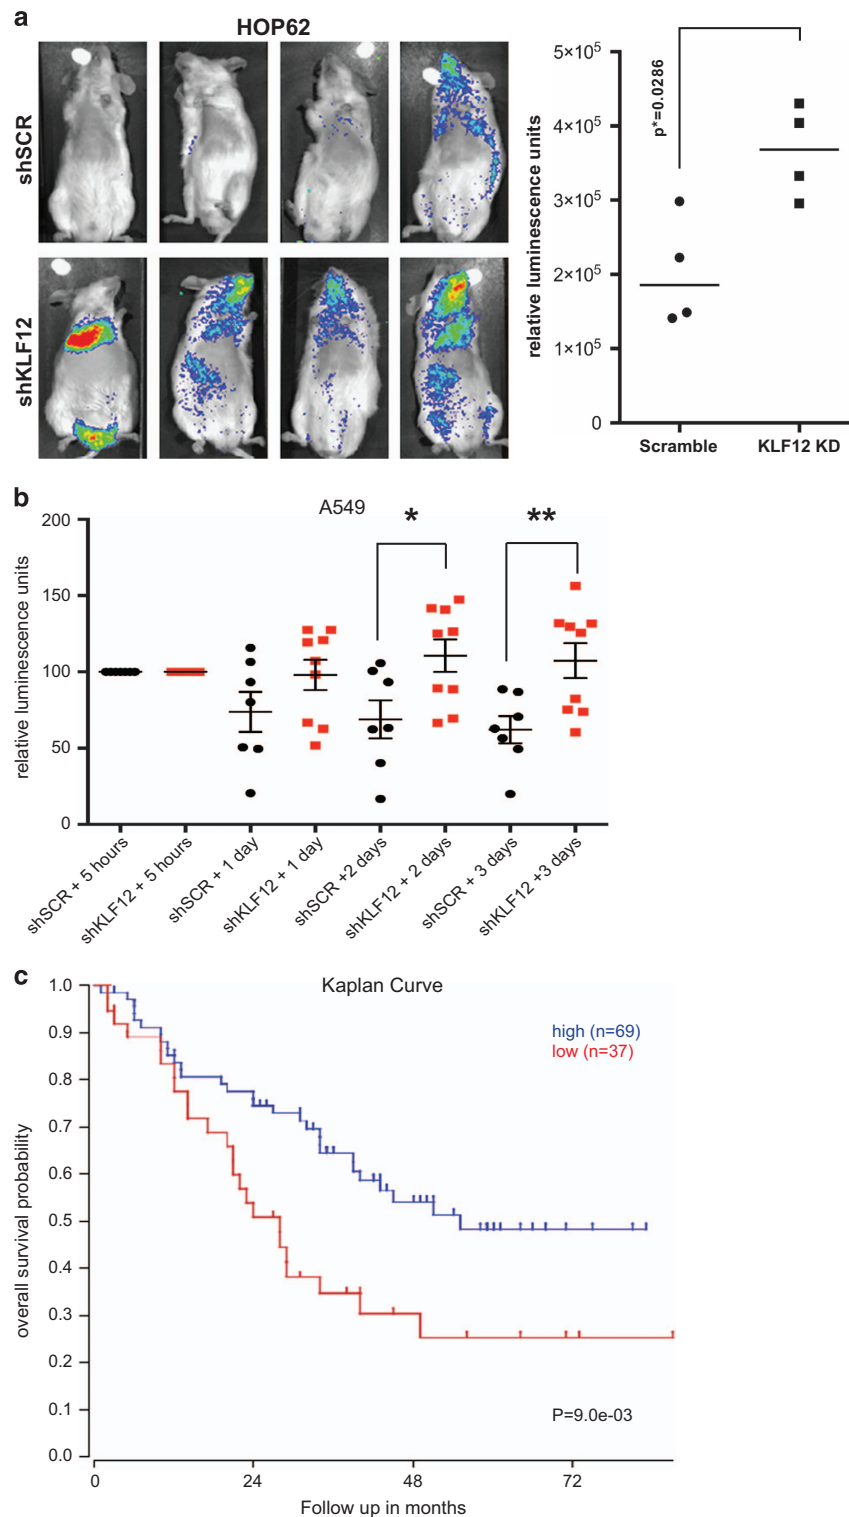 a
HOP62
shSCR
shKLF12
relative luminescence units
5×10⁵
4×10⁵
3×10⁵
2×10⁵
1×10⁵
0
p*=0.0286
Scramble KLF12 KD
b
A549
* **
relative luminescence units
200
150
100
50
0
shSCR + 5 hours
shKLF12 + 5 hours
shSCR + 1 day
shKLF12 + 1 day
shSCR +2 days
shKLF12 + 2 days
shSCR + 3 days
shKLF12 +3 days
c
Kaplan Curve
high (n=69)
low (n=37)
overall survival probability
1.0
0.9
0.8
0.7
0.6
0.5
0.4
0.3
0.2
0.1
0.0
P=9.0e-03
0 24 48 72
Follow up in months